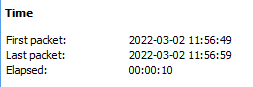 Time
First packet: 2022-03-02 11:56:49
Last packet: 2022-03-02 11:56:59
Elapsed: 00:00:10